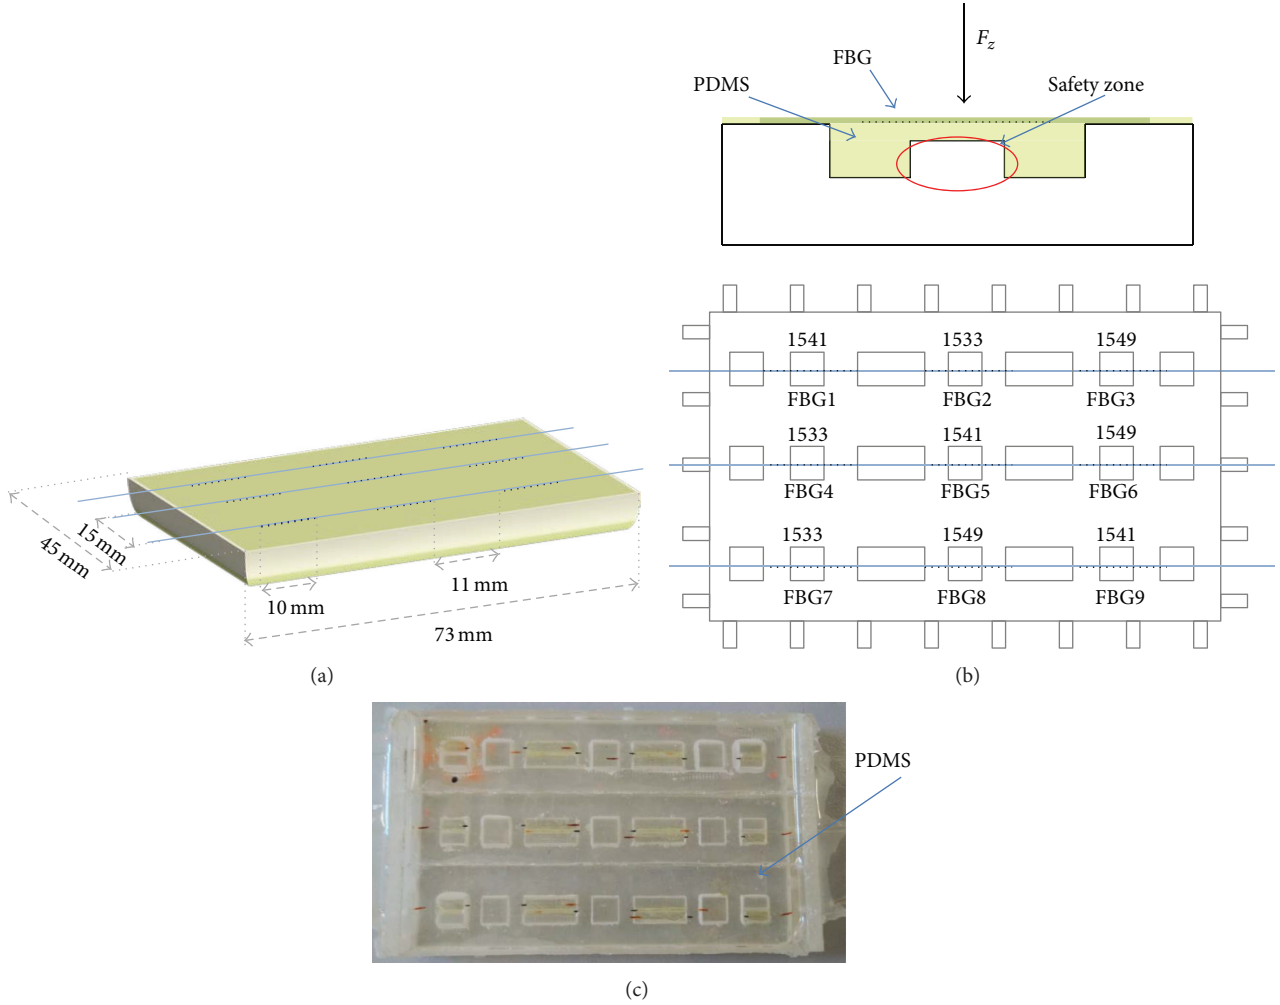 F_z
FBG
PDMS
Safety zone
15 mm
45 mm
10 mm
11 mm
73 mm
(a)
1541
1533
1549
FBG1
FBG2
FBG3
1533
1541
1549
FBG4
FBG5
FBG6
1533
1549
1541
FBG7
FBG8
FBG9
(b)
PDMS
(c)